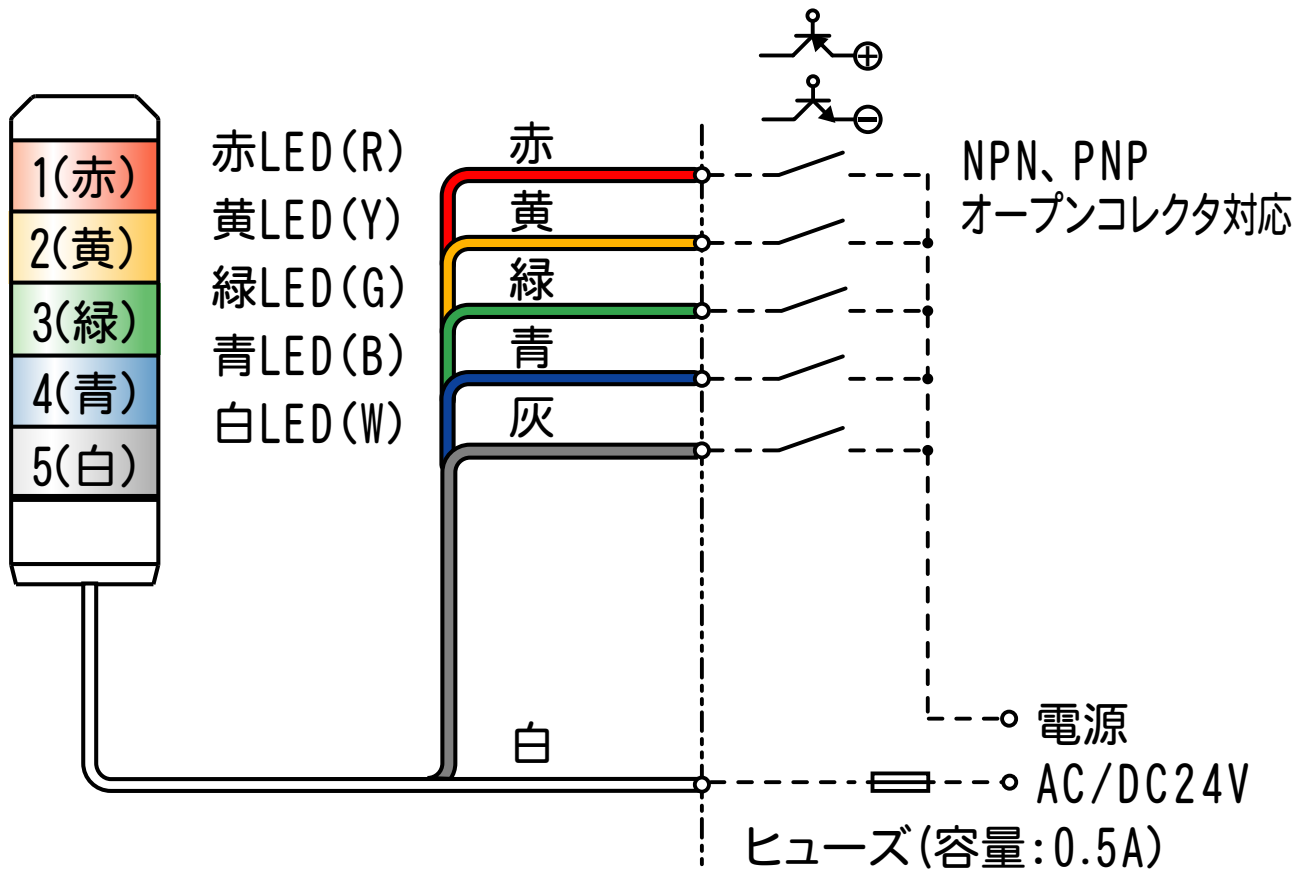 1(赤)
2(黄)
3(緑)
4(青)
5(白)
赤LED(R)
黄LED(Y)
緑LED(G)
青LED(B)
白LED(W)
赤
黄
緑
青
灰
白
NPN、PNP
オープンコレクタ対応
電源
AC/DC24V
ヒューズ(容量:0.5A)